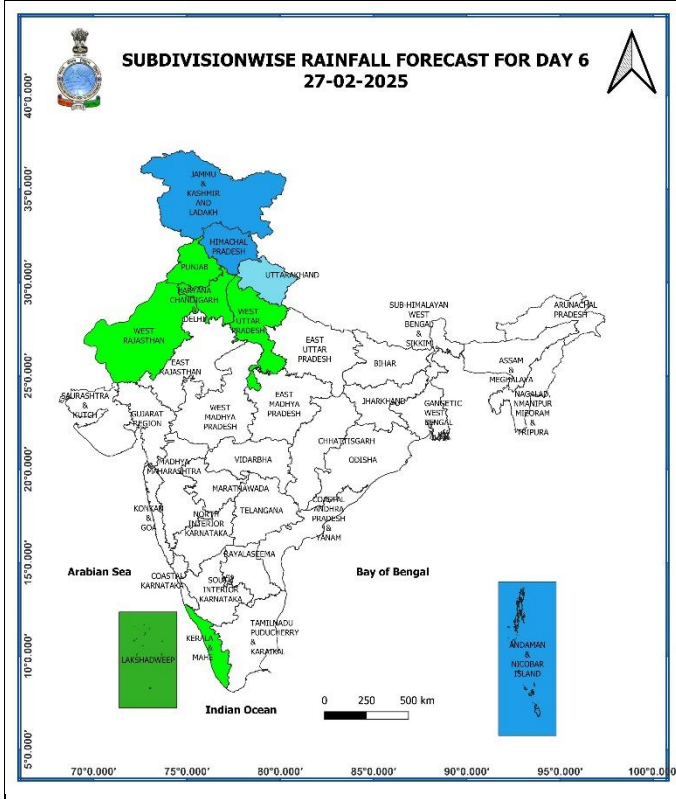 SUBDIVISIONWISE RAINFALL FORECAST FOR DAY 6
27-02-2025
JAMMU
&
KASHMIR
AND
LADAKH
HIMACHAL
PRADESH
PUNJAB
UTTARAKHAND
HARYANA
CHANDIGARH
&
DELHI
WEST
UTTAR
PRADESH
WEST
RAJASTHAN
EAST
RAJASTHAN
EAST
UTTAR
PRADESH
SUB-HIMALAYAN
WEST
BENGAL
&
SIKKIM
ARUNACHAL
PRADESH
BIHAR
ASSAM
&
MEGHALAYA
NAGALAD,
NMANIPUR
MIZORAM
&
TRIPURA
SAURASHTRA
&
KUTCH
GUJARAT
REGION
WEST
MADHYA
PRADESH
EAST
MADHYA
PRADESH
JHARKHAND
GANGETIC
WEST
BENGAL
CHHATTISGARH
ODISHA
MADHYA
MAHARASHTRA
VIDARBHA
MARATHAWADA
TELANGANA
COASTAL
ANDHRA
PRADESH
&
YANAM
KONKAN
&
GOA
NORTH
INTERIOR
KARNATAKA
RAYALASEEMA
COASTAL
KARNATAKA
SOUTH
INTERIOR
KARNATAKA
Arabian Sea
Bay of Bengal
TAMILNADU
PUDUCHERRY
&
KARAIKAL
KERALA
&
MAHE
LAKSHADWEEP
ANDAMAN
&
NICOBAR
ISLAND
Indian Ocean
0 250 500 km
40°0.000'
35°0.000'
30°0.000'
25°0.000'
20°0.000'
15°0.000'
10°0.000'
5°0.000'
70°0.000' 75°0.000' 80°0.000' 85°0.000' 90°0.000' 95°0.000' 100°0.000'